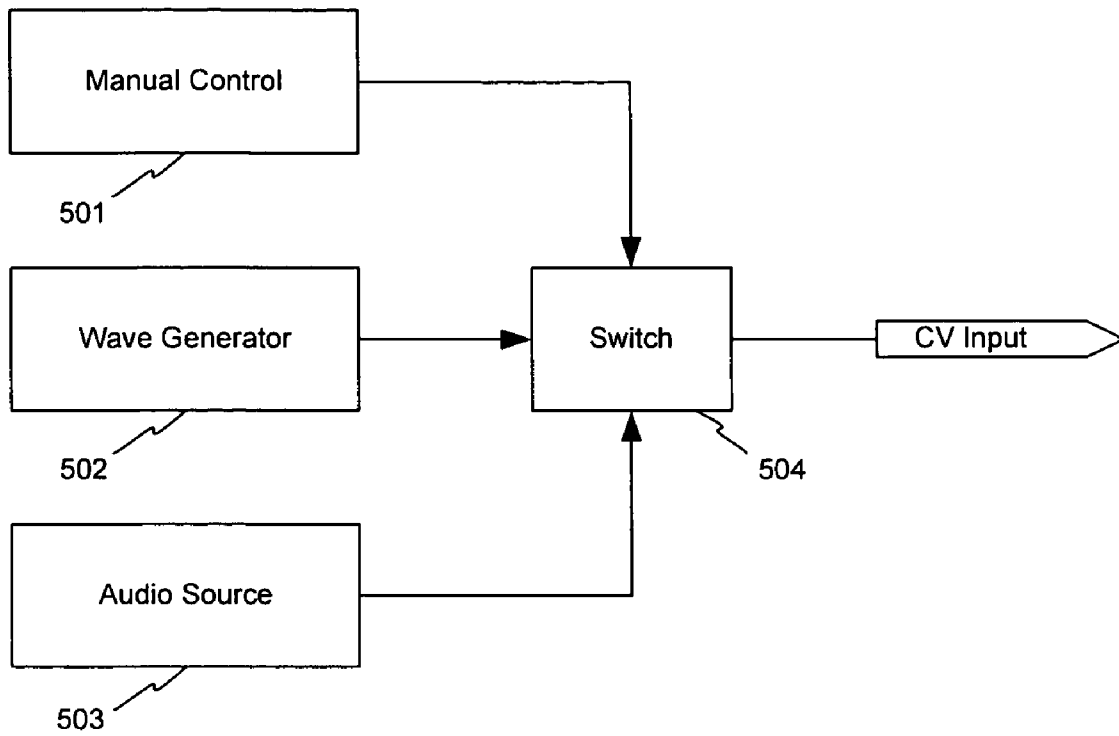 Manual Control
501
Wave Generator
Switch
CV Input
502
504
Audio Source
503